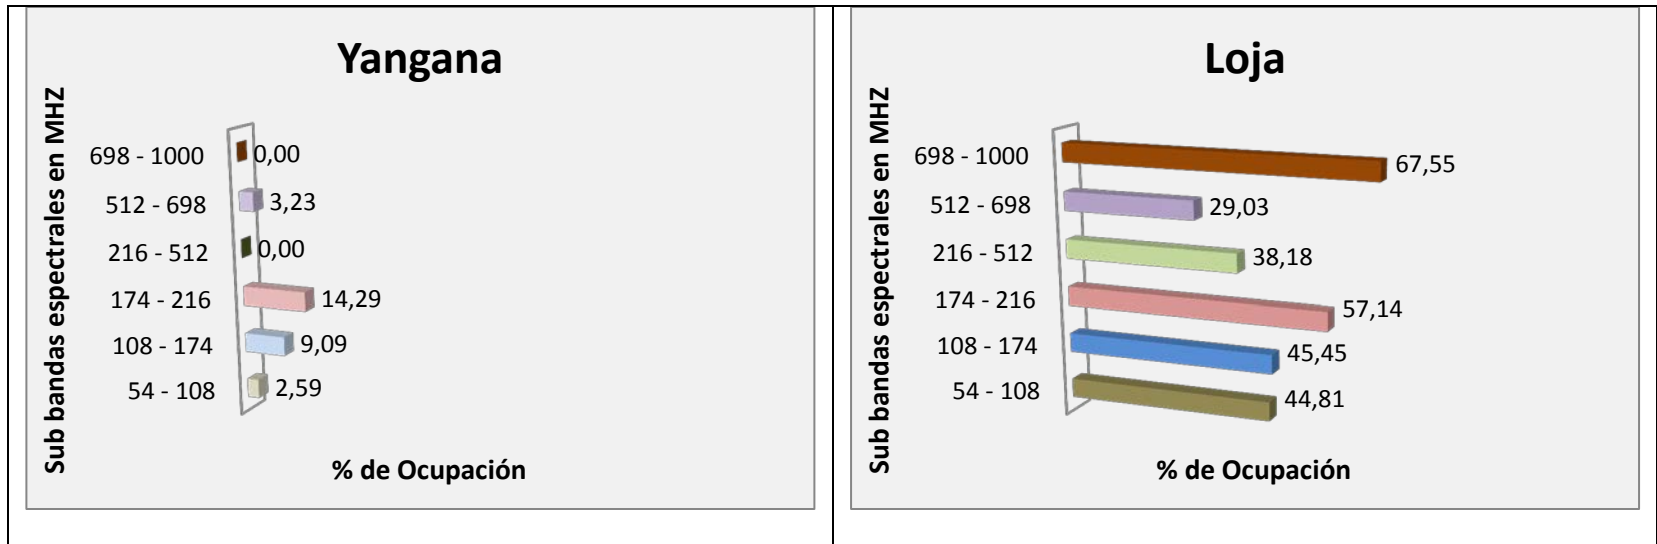 Yangana
Sub bandas espectrales en MHZ
698 - 1000 0,00
512 - 698 3,23
216 - 512 0,00
174 - 216 14,29
108 - 174 9,09
54 - 108 2,59
% de Ocupación
Loja
Sub bandas espectrales en MHZ
698 - 1000 67,55
512 - 698 29,03
216 - 512 38,18
174 - 216 57,14
108 - 174 45,45
54 - 108 44,81
% de Ocupación